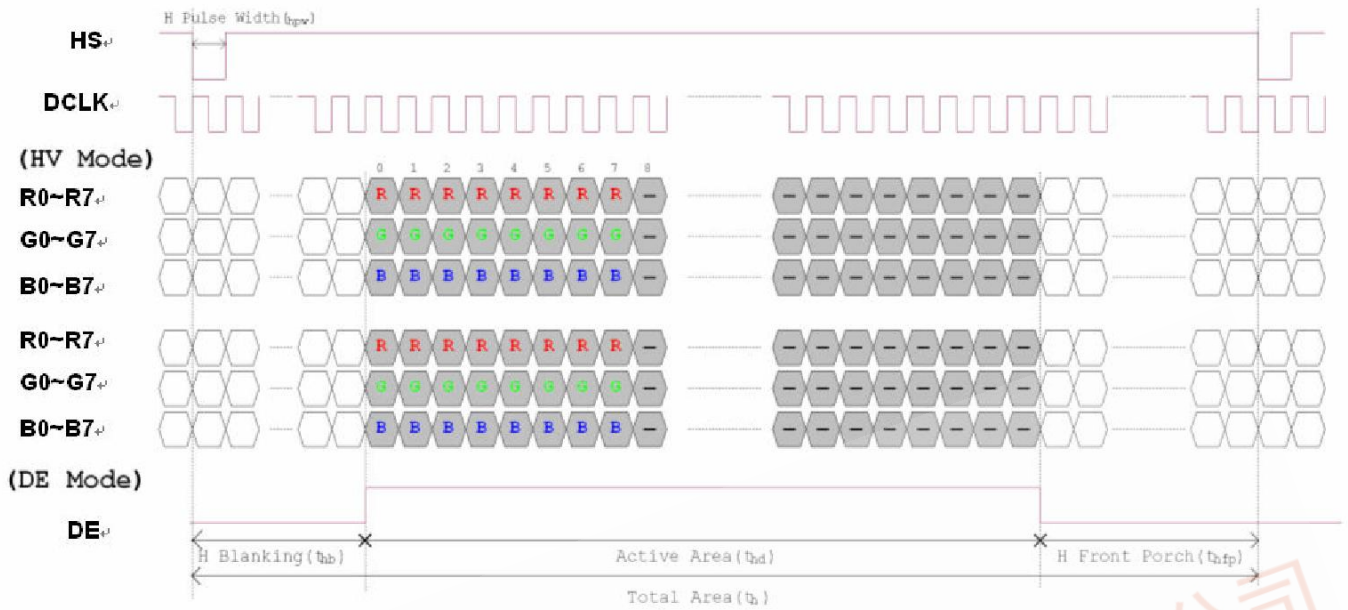 H Pulse Width(thpw)
HS
DCLK
(HV Mode)
0 1 2 3 4 5 6 7 8
R0~R7 R R R R R R R R - - - - - - - - -
G0~G7 G G G G G G G G - - - - - - - - -
B0~B7 B B B B B B B B - - - - - - - - -
R0~R7 R R R R R R R R - - - - - - - - -
G0~G7 G G G G G G G G - - - - - - - - -
B0~B7 B B B B B B B B - - - - - - - - -
(DE Mode)
DE
H Blanking(thb) Active Area(thd) H Front Porch(thfp)
Total Area(th)
公司